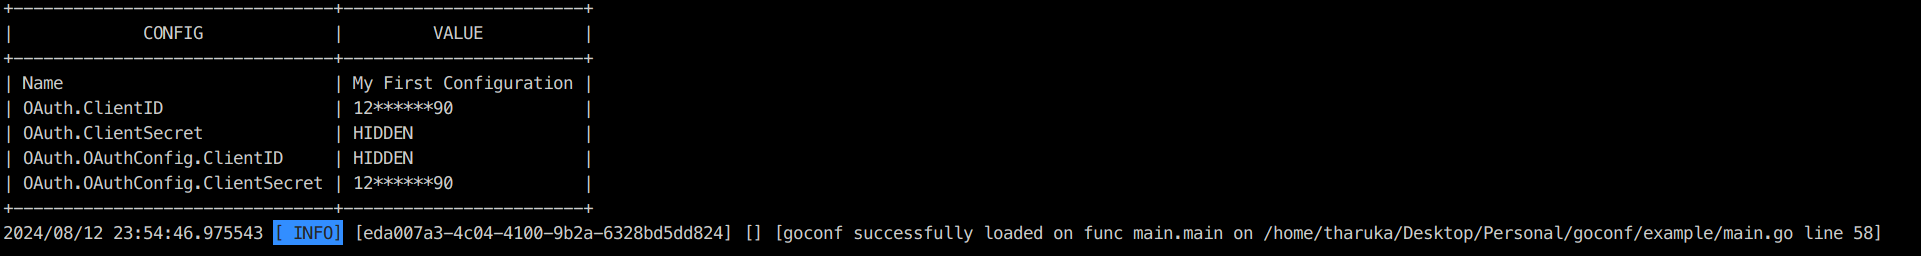 +--------------------------------+------------------------+
|             CONFIG             |         VALUE          |
+--------------------------------+------------------------+
| Name                           | My First Configuration |
| OAuth.ClientID                 | 12******90             |
| OAuth.ClientSecret             | HIDDEN                 |
| OAuth.OAuthConfig.ClientID     | HIDDEN                 |
| OAuth.OAuthConfig.ClientSecret | 12******90             |
+--------------------------------+------------------------+
2024/08/12 23:54:46.975543 [ INFO] [eda007a3-4c04-4100-9b2a-6328bd5dd824] [] [goconf successfully loaded on func main.main on /home/tharuka/Desktop/Personal/goconf/example/main.go line 58]